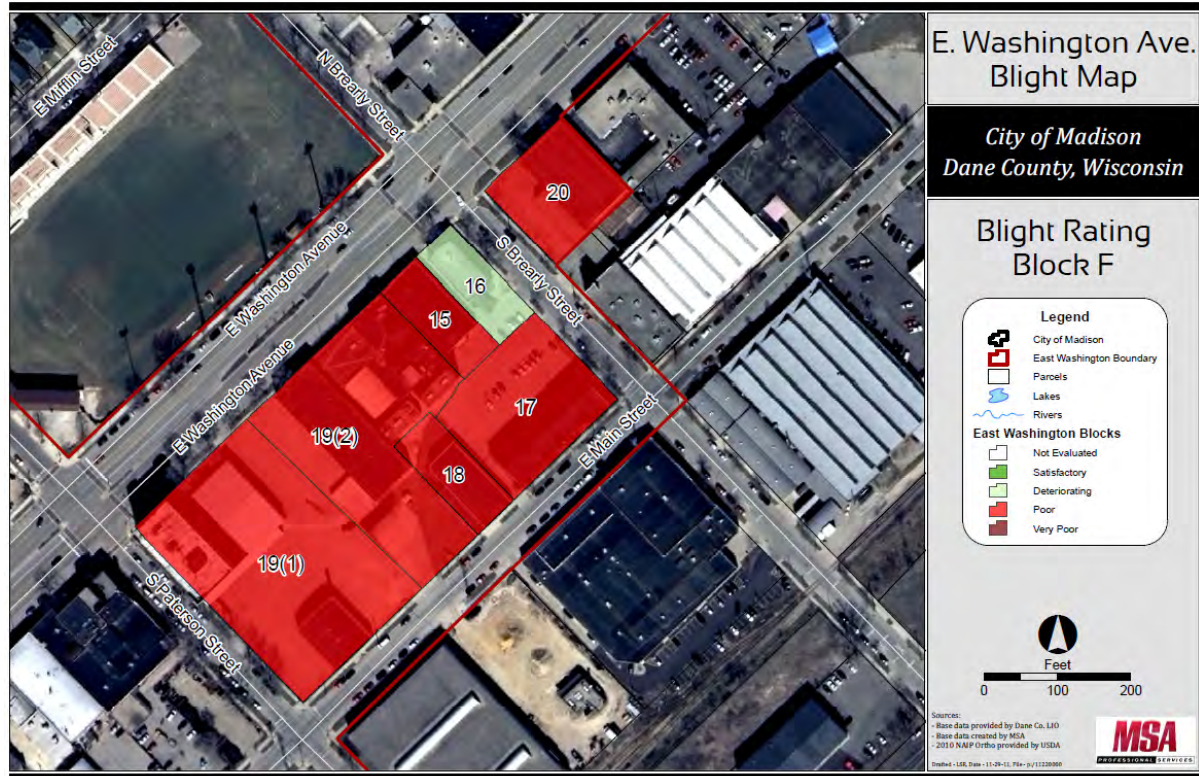 E. Washington Ave.
Blight Map
City of Madison
Dane County, Wisconsin
Blight Rating
Block F
Legend
City of Madison
East Washington Boundary
Parcels
Lakes
Rivers
East Washington Blocks
Not Evaluated
Satisfactory
Deteriorating
Poor
Very Poor
Feet
0 100 200
Sources:
- Base data provided by Dane Co. LIO
- Base data created by MSA
- 2010 NAIP Ortho provided by USDA
MSA
PROFESSIONAL SERVICES
E Mifflin Street
N Brearly Street
E Washington Avenue
E Washington Avenue
S Brearly Street
E Main Street
S Paterson Street
20
16
15
17
19(2)
18
19(1)